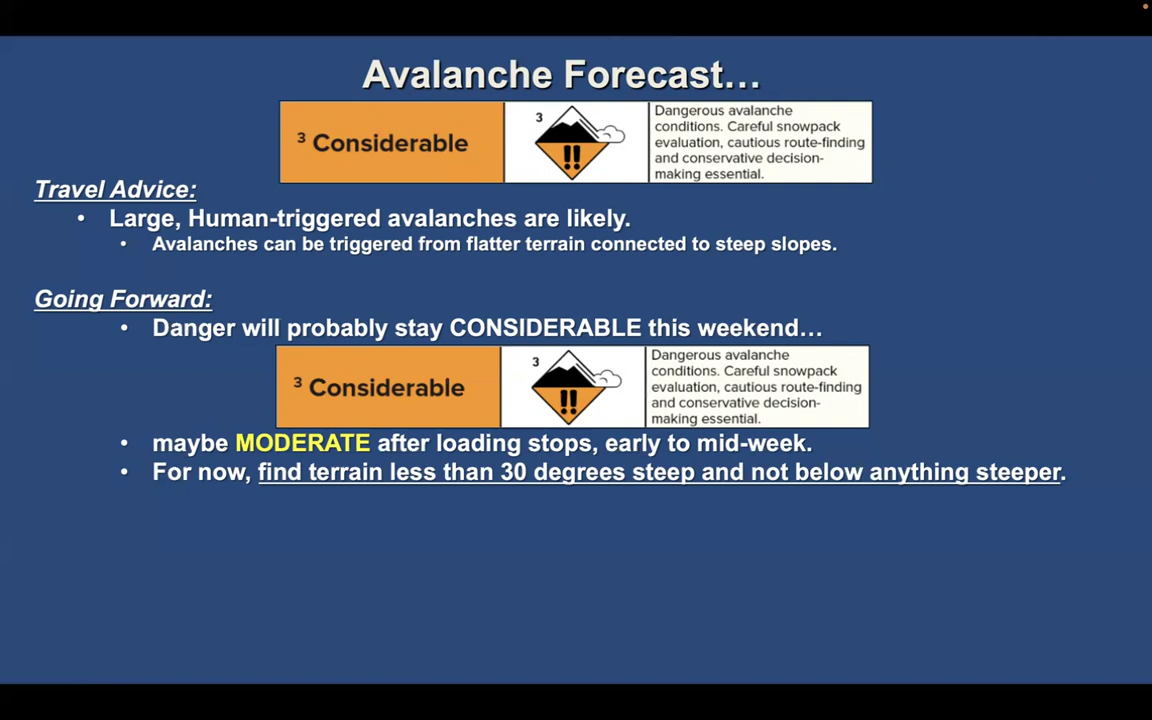 Avalanche Forecast…
3 Considerable
3
!!
Dangerous avalanche
conditions. Careful snowpack
evaluation, cautious route-finding
and conservative decision-
making essential.
Travel Advice:
• Large, Human-triggered avalanches are likely.
• Avalanches can be triggered from flatter terrain connected to steep slopes.
Going Forward:
• Danger will probably stay CONSIDERABLE this weekend…
3 Considerable
3
!!
Dangerous avalanche
conditions. Careful snowpack
evaluation, cautious route-finding
and conservative decision-
making essential.
• maybe MODERATE after loading stops, early to mid-week.
• For now, find terrain less than 30 degrees steep and not below anything steeper.